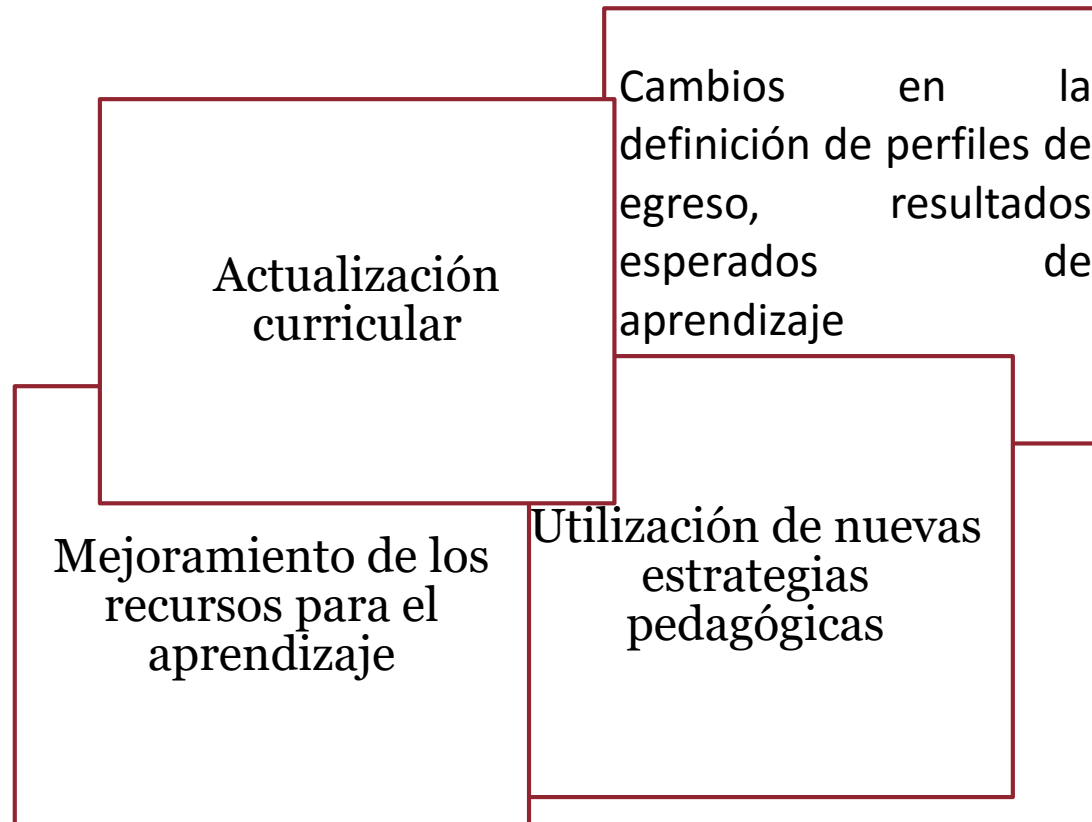 Cambios en la
definición de perfiles de
egreso, resultados
esperados de
aprendizaje
Actualización
curricular
Mejoramiento de los
recursos para el
aprendizaje
Utilización de nuevas
estrategias
pedagógicas